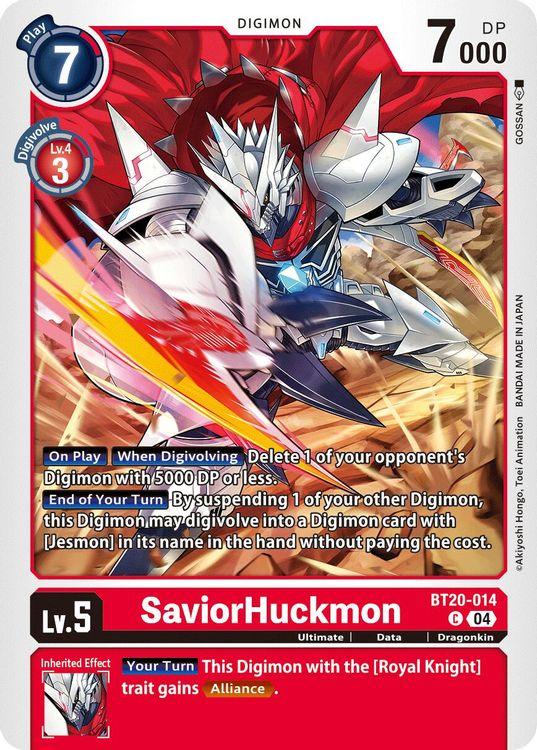 DIGIMON
Play
7
7000
DP
Digivolve
Lv.4
3
GOSSAN
©Akiyoshi Hongo, Toei Animation BANDAI MADE IN JAPAN
On Play When Digivolving Delete 1 of your opponent's
Digimon with 5000 DP or less.
End of Your Turn By suspending 1 of your other Digimon,
this Digimon may digivolve into a Digimon card with
[Jesmon] in its name in the hand without paying the cost.
Lv.5
SaviorHuckmon
BT20-014
C 04
Ultimate | Data | Dragonkin
Inherited Effect
Your Turn This Digimon with the [Royal Knight]
trait gains Alliance.